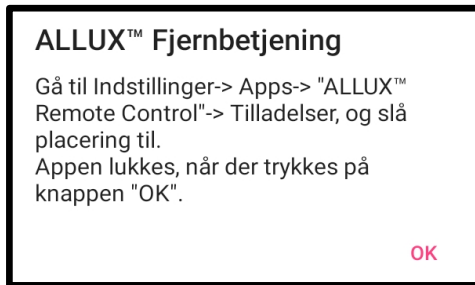 ALLUX™ Fjernbetjening
Gå til Indstillinger-> Apps-> "ALLUX™
Remote Control"-> Tilladelser, og slå
placering til.
Appen lukkes, når der trykkes på
knappen "OK".
OK